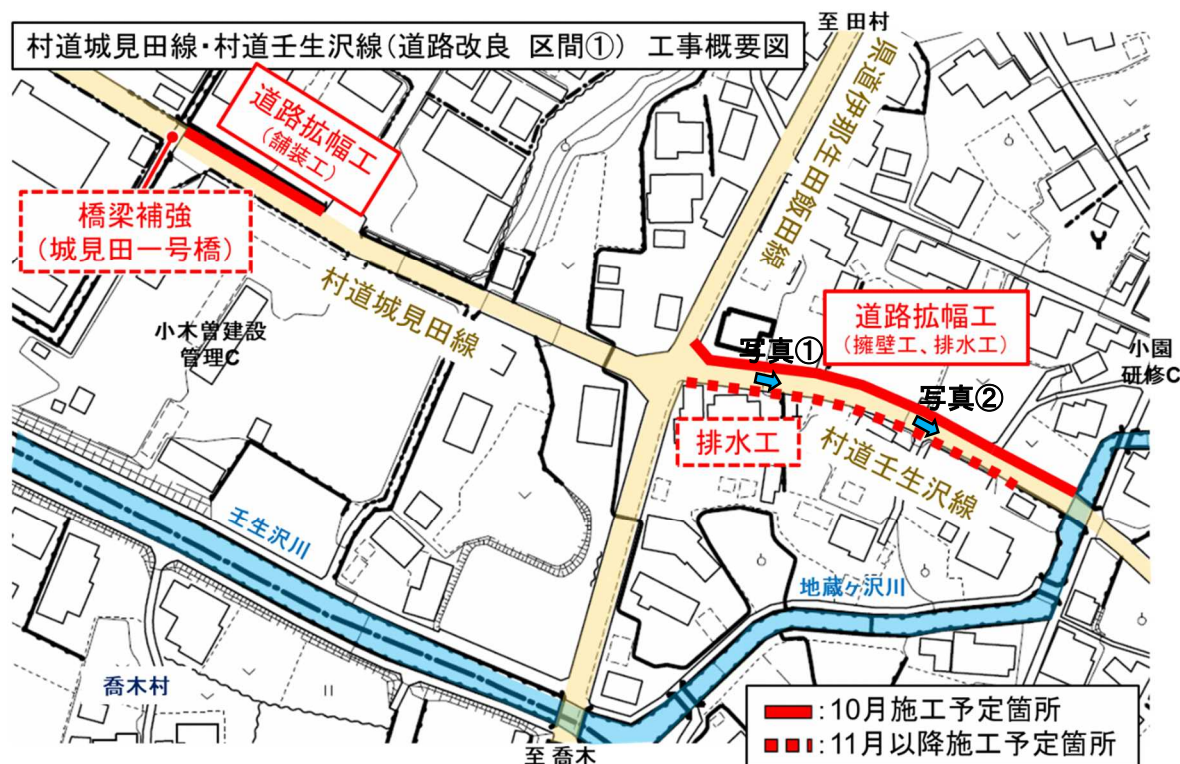 至 田村
村道城見田線・村道壬生沢線(道路改良 区間①) 工事概要図
県道伊那生田飯田線
道路拡幅工
(舗装工)
橋梁補強
(城見田一号橋)
村道城見田線
小木曽建設
管理C
道路拡幅工
(擁壁工、排水工)
写真①
小園
研修C
写真②
排水工
村道壬生沢線
壬生沢川
地蔵ヶ沢川
喬木村
:10月施工予定箇所
:11月以降施工予定箇所
至 喬木